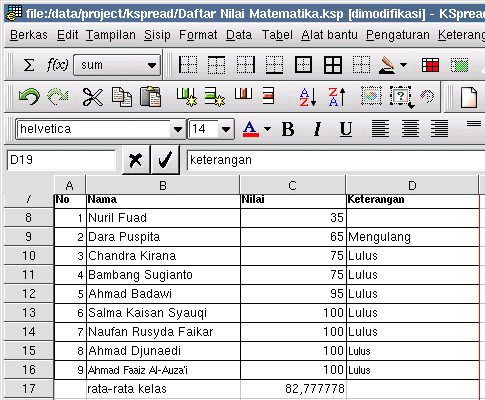 file:/data/project/kspread/Daftar Nilai Matematika.ksp [dimodifikasi] - KSpread
Berkas Edit Tampilan Sisip Format Data Tabel Alat bantu Pengaturan Keteran
Σ f(x) sum
A Z Z A
helvetica 14 A B I
D19 keterangan
A B C D
7 No Nama Nilai Keterangan
8 1 Nuril Fuad 35
9 2 Dara Puspita 65 Mengulang
10 3 Chandra Kirana 75 Lulus
11 4 Bambang Sugianto 75 Lulus
12 5 Ahmad Badawi 95 Lulus
13 6 Salma Kaisan Syauqi 100 Lulus
14 7 Naufan Rusyda Faikar 100 Lulus
15 8 Ahmad Djunaedi 100 Lulus
16 9 Ahmad Faaiz Al-Auza'i 100 Lulus
17 rata-rata kelas 82,777778